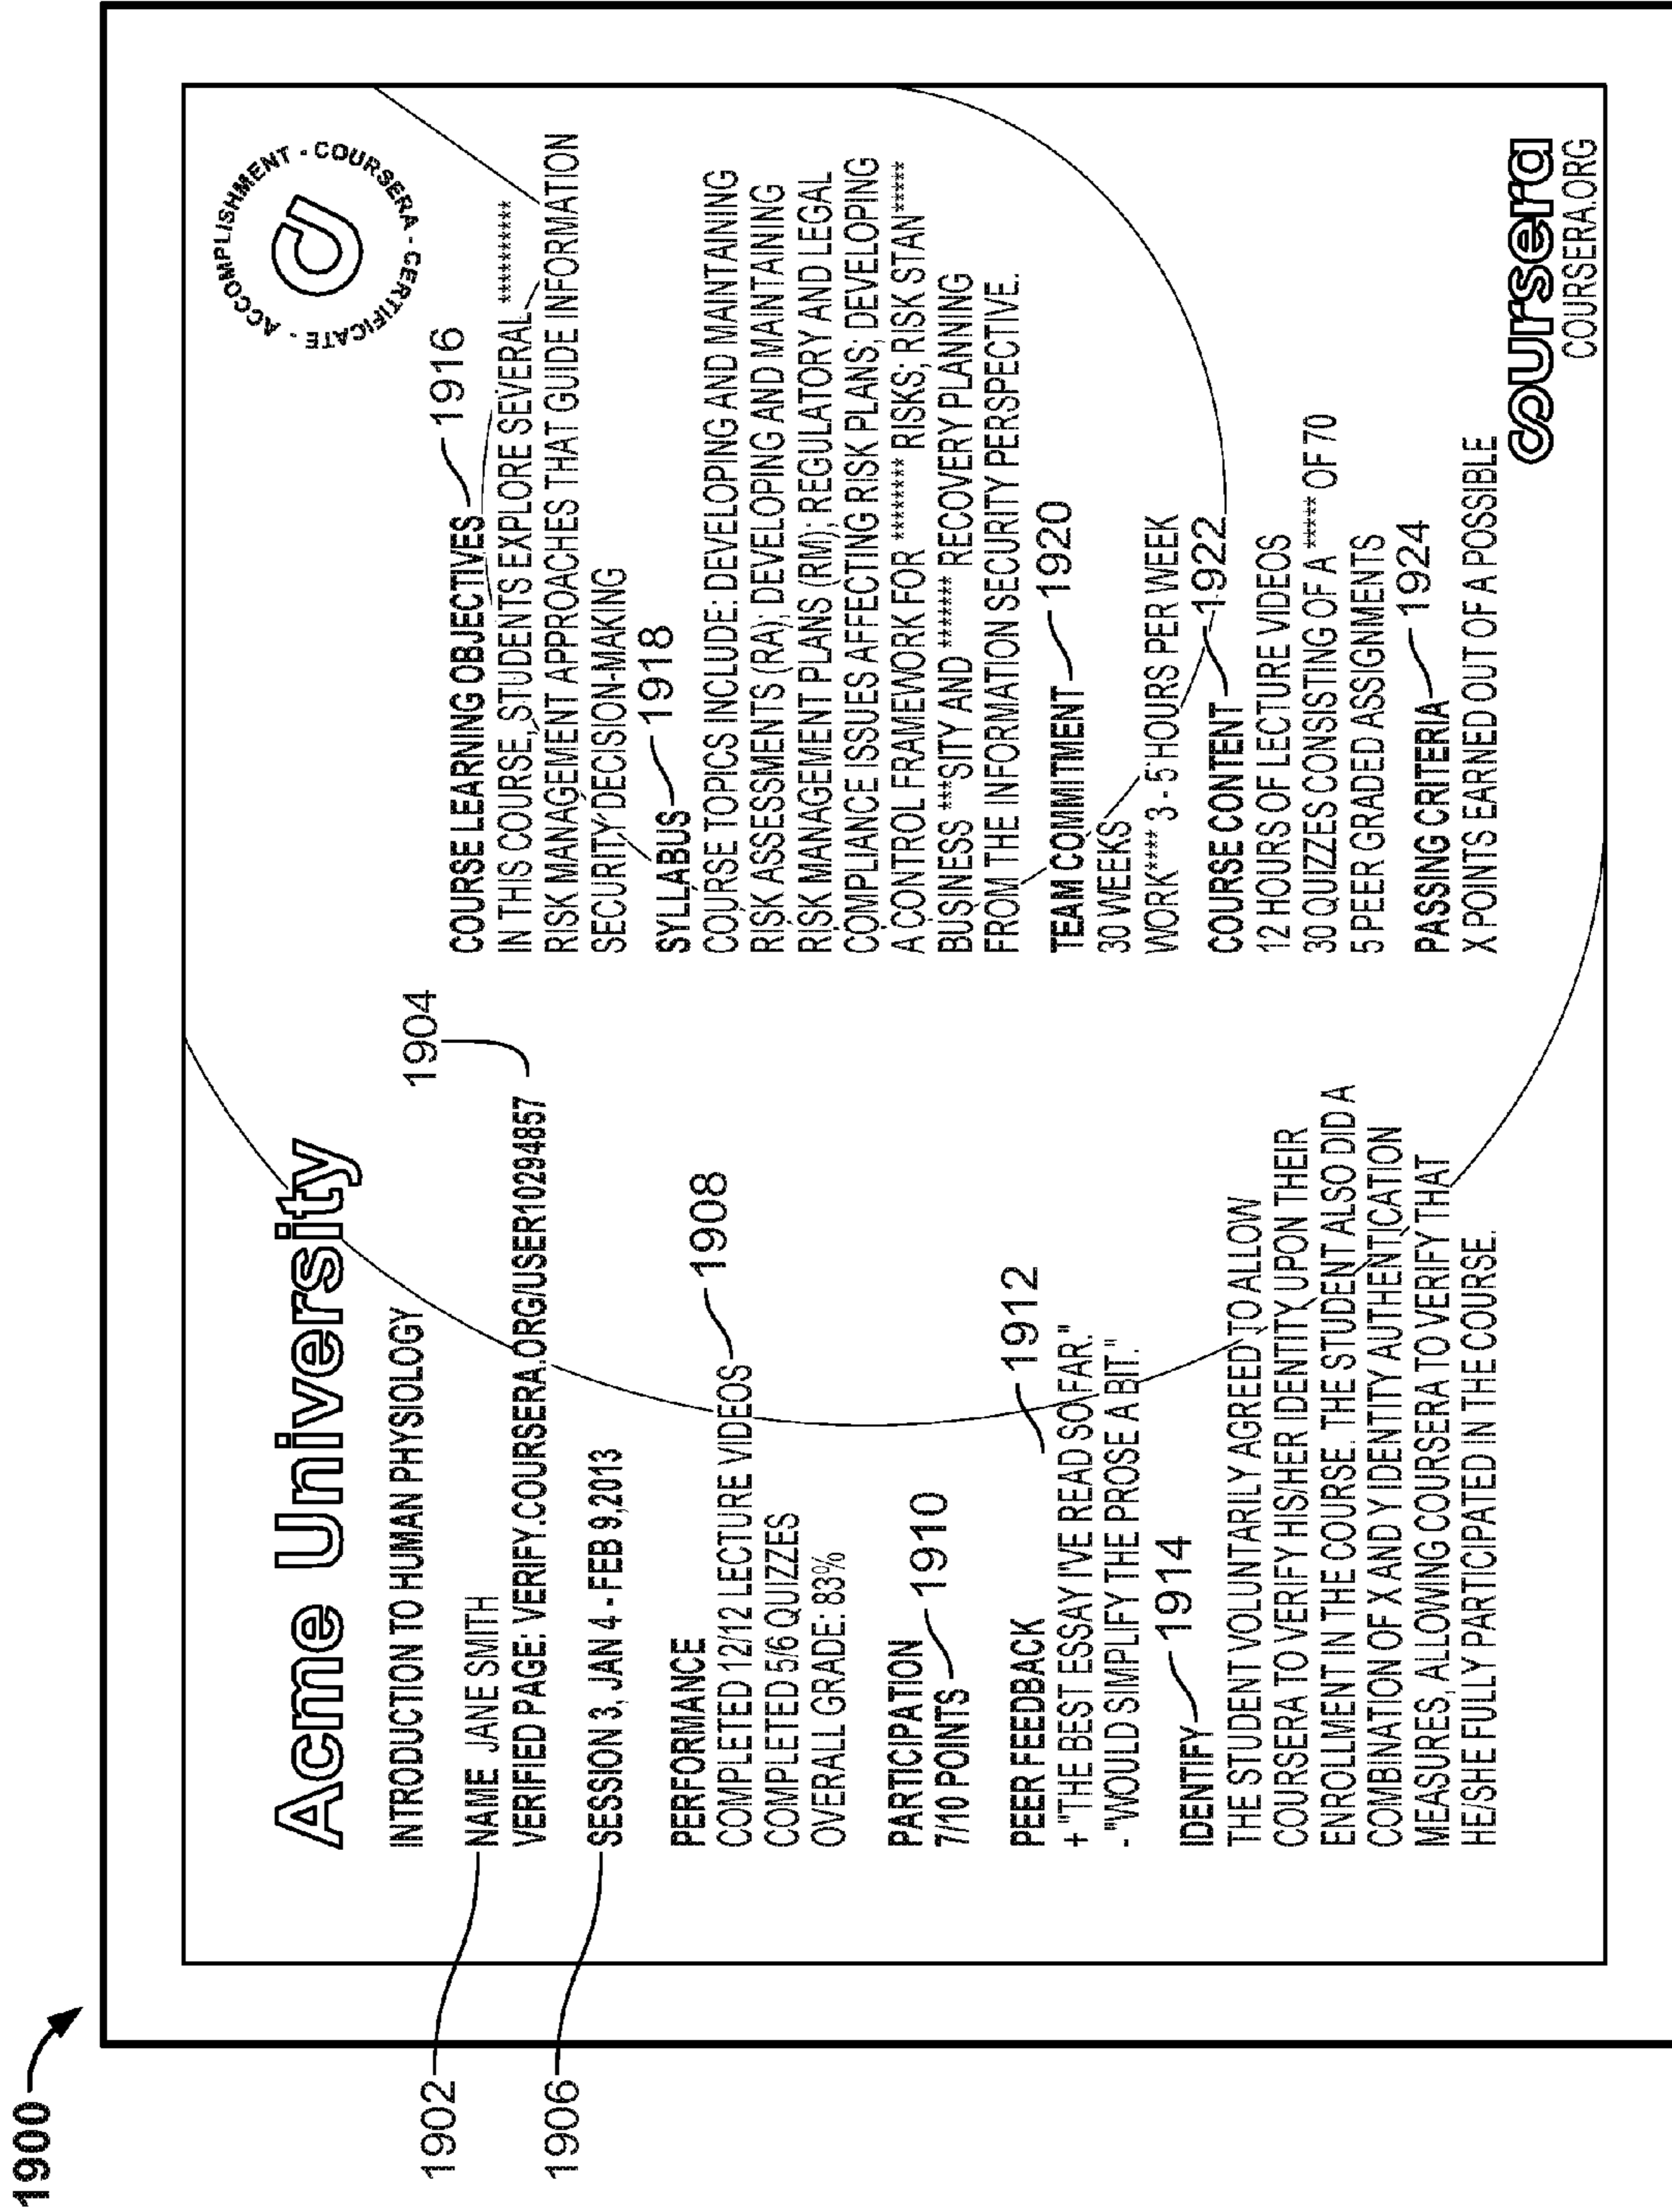 1900
Acme University
INTRODUCTION TO HUMAN PHYSIOLOGY
1902
NAME JANE SMITH
VERIFIED PAGE: VERIFY.COURSERA.ORG/USER10294857
1904
1906
SESSION 3, JAN 4 - FEB 9,2013
PERFORMANCE
COMPLETED 12/12 LECTURE VIDEOS 1908
COMPLETED 5/6 QUIZZES
OVERALL GRADE: 83%
PARTICIPATION
7/10 POINTS 1910
PEER FEEDBACK 1912
+ "THE BEST ESSAY I'VE READ SO FAR."
- "WOULD SIMPLIFY THE PROSE A BIT."
IDENTIFY 1914
THE STUDENT VOLUNTARILY AGREED TO ALLOW
COURSERA TO VERIFY HIS/HER IDENTITY UPON THEIR
ENROLLMENT IN THE COURSE. THE STUDENT ALSO DID A
COMBINATION OF X AND Y IDENTITY AUTHENTICATION
MEASURES, ALLOWING COURSERA TO VERIFY THAT
HE/SHE FULLY PARTICIPATED IN THE COURSE.
ACCOMPLISHMENT - COURSERA - CERTIFICATE -
COURSE LEARNING OBJECTIVES 1916
IN THIS COURSE, STUDENTS EXPLORE SEVERAL **********
RISK MANAGEMENT APPROACHES THAT GUIDE INFORMATION
SECURITY DECISION-MAKING
SYLLABUS 1918
COURSE TOPICS INCLUDE: DEVELOPING AND MAINTAINING
RISK ASSESSMENTS (RA); DEVELOPING AND MAINTAINING
RISK MANAGEMENT PLANS (RM); REGULATORY AND LEGAL
COMPLIANCE ISSUES AFFECTING RISK PLANS; DEVELOPING
A CONTROL FRAMEWORK FOR ******** RISKS; RISK STAN*****
BUSINESS ***SITY AND ******* RECOVERY PLANNING
FROM THE INFORMATION SECURITY PERSPECTIVE.
TEAM COMMITMENT 1920
30 WEEKS
WORK**** 3 - 5 HOURS PER WEEK
COURSE CONTENT 1922
12 HOURS OF LECTURE VIDEOS
30 QUIZZES CONSISTING OF A ***** OF 70
5 PEER GRADED ASSIGNMENTS
PASSING CRITERIA 1924
X POINTS EARNED OUT OF A POSSIBLE
coursera
COURSERA.ORG